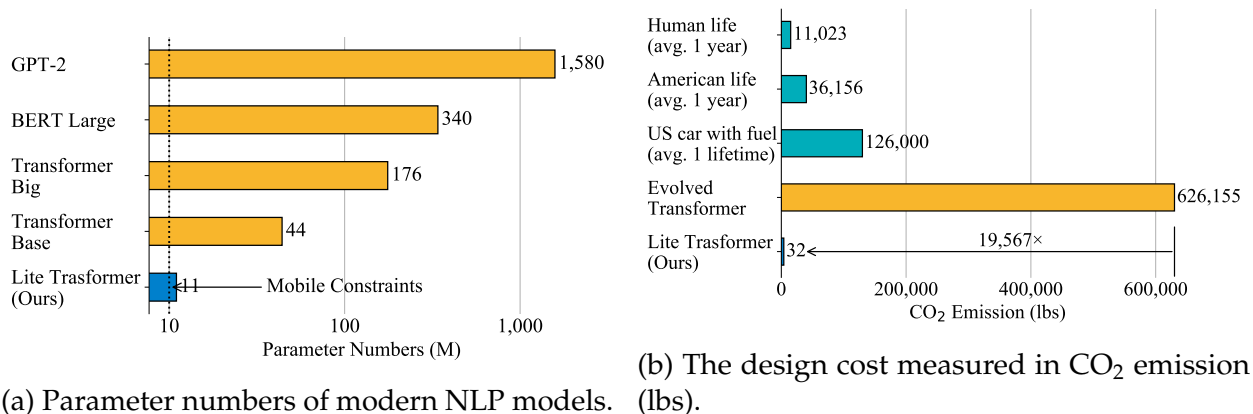 GPT-2
1,580
BERT Large
340
Transformer
Big
176
Transformer
Base
44
Lite Trasformer
(Ours)
11
Mobile Constraints
10
100
1,000
Parameter Numbers (M)
(a) Parameter numbers of modern NLP models.
Human life
(avg. 1 year)
11,023
American life
(avg. 1 year)
36,156
US car with fuel
(avg. 1 lifetime)
126,000
Evolved
Transformer
626,155
Lite Trasformer
(Ours)
32
19,567×
0
200,000
400,000
600,000
CO₂ Emission (lbs)
(b) The design cost measured in CO₂ emission
(lbs).